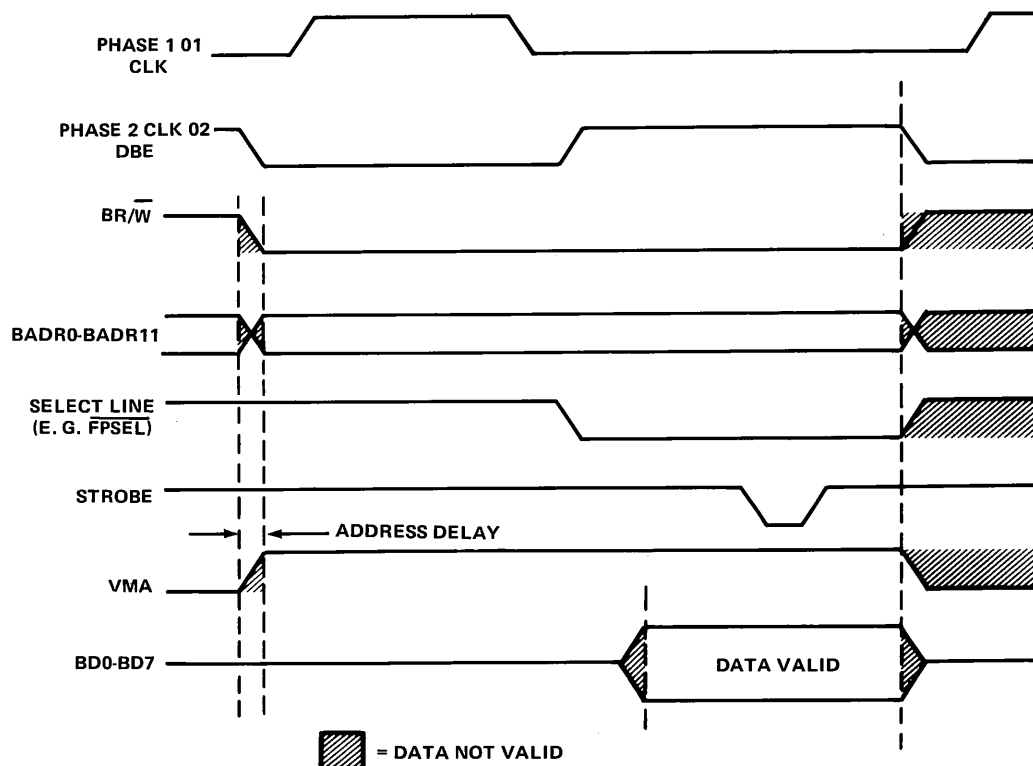 PHASE 1 01
CLK
PHASE 2 CLK 02
DBE
BR/W̅
BADR0-BADR11
SELECT LINE
(E. G. F̅P̅S̅E̅L̅)
STROBE
ADDRESS DELAY
VMA
BD0-BD7
DATA VALID
= DATA NOT VALID